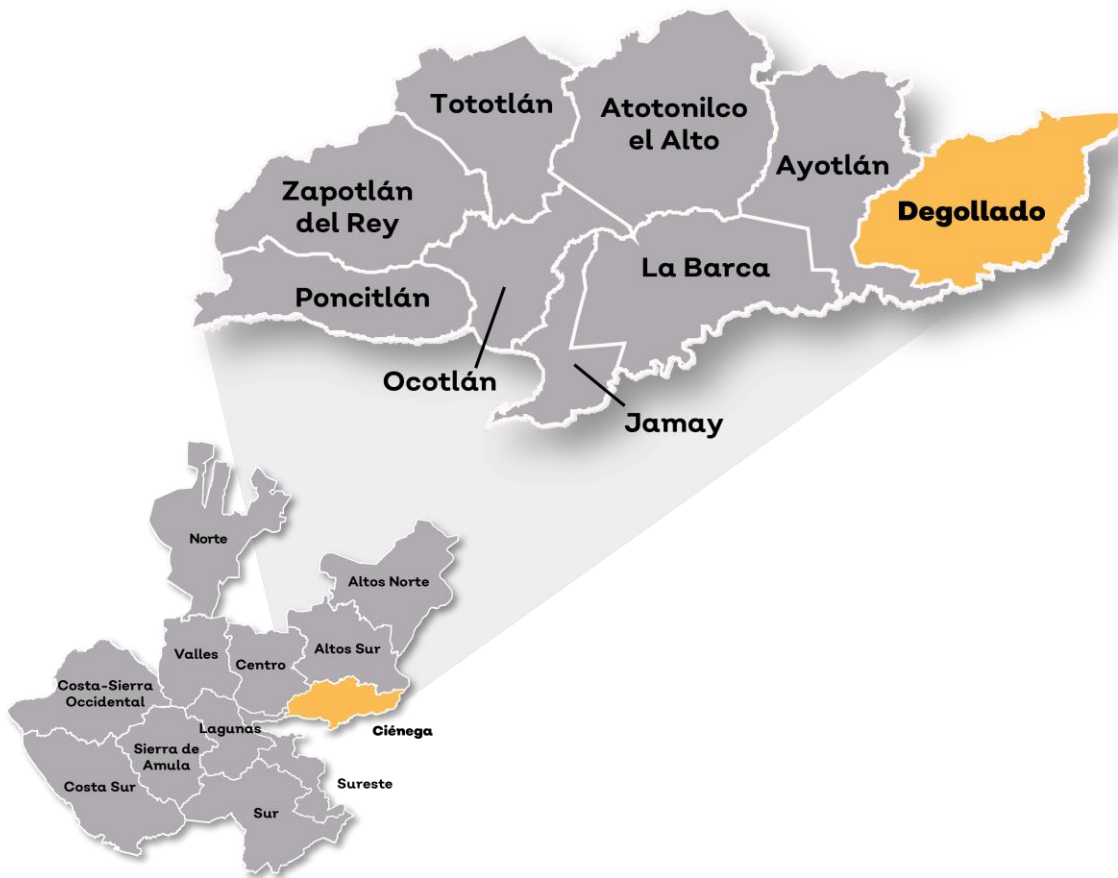 Tototlán
Atotonilco
el Alto
Ayotlán
Zapotlán
del Rey
Degollado
La Barca
Poncitlán
Ocotlán
Jamay
Norte
Altos Norte
Valles
Centro
Altos Sur
Costa-Sierra
Occidental
Lagunas
Ciénega
Sierra de
Amula
Costa Sur
Sureste
Sur